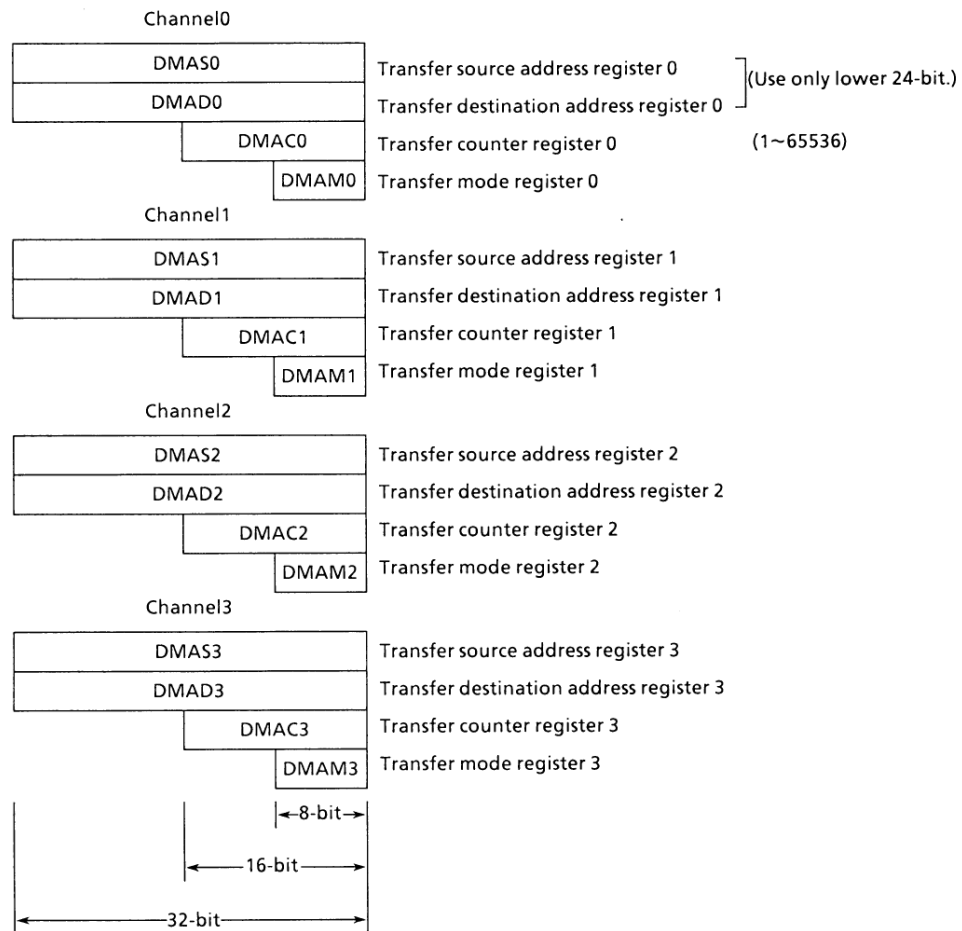 Channel0
DMAS0 Transfer source address register 0
(Use only lower 24-bit.)
DMAD0 Transfer destination address register 0
DMAC0 Transfer counter register 0 (1~65536)
DMAM0 Transfer mode register 0
Channel1
DMAS1 Transfer source address register 1
DMAD1 Transfer destination address register 1
DMAC1 Transfer counter register 1
DMAM1 Transfer mode register 1
Channel2
DMAS2 Transfer source address register 2
DMAD2 Transfer destination address register 2
DMAC2 Transfer counter register 2
DMAM2 Transfer mode register 2
Channel3
DMAS3 Transfer source address register 3
DMAD3 Transfer destination address register 3
DMAC3 Transfer counter register 3
DMAM3 Transfer mode register 3
8-bit
16-bit
32-bit